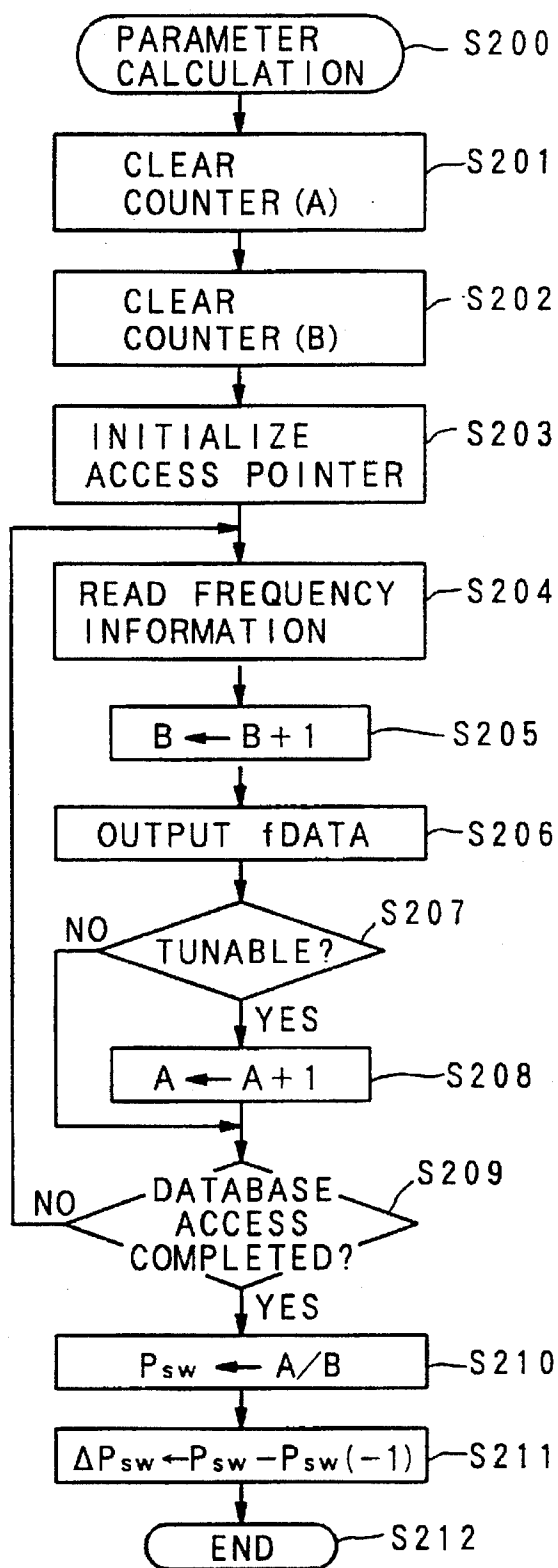 PARAMETER
CALCULATION
S200
CLEAR
COUNTER (A)
S201
CLEAR
COUNTER (B)
S202
INITIALIZE
ACCESS POINTER
S203
READ FREQUENCY
INFORMATION
S204
B ← B+1
S205
OUTPUT fDATA
S206
S207
NO
TUNABLE?
YES
A ← A+1
S208
S209
NO
DATABASE
ACCESS
COMPLETED?
YES
Psw ← A/B
S210
ΔPsw ← Psw − Psw (−1)
S211
END
S212